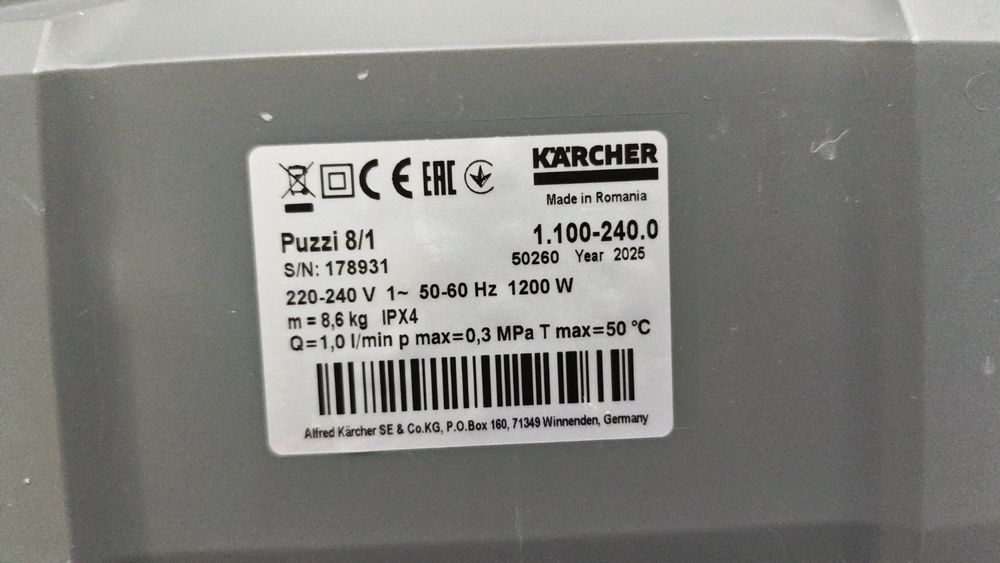 CE EAC
KÄRCHER
Made in Romania
Puzzi 8/1
1.100-240.0
S/N: 178931
50260 Year 2025
220-240 V 1~ 50-60 Hz 1200 W
m = 8,6 kg IPX4
Q=1,0 l/min p max=0,3 MPa T max=50 °C
Alfred Kärcher SE & Co.KG, P.O.Box 160, 71349 Winnenden, Germany